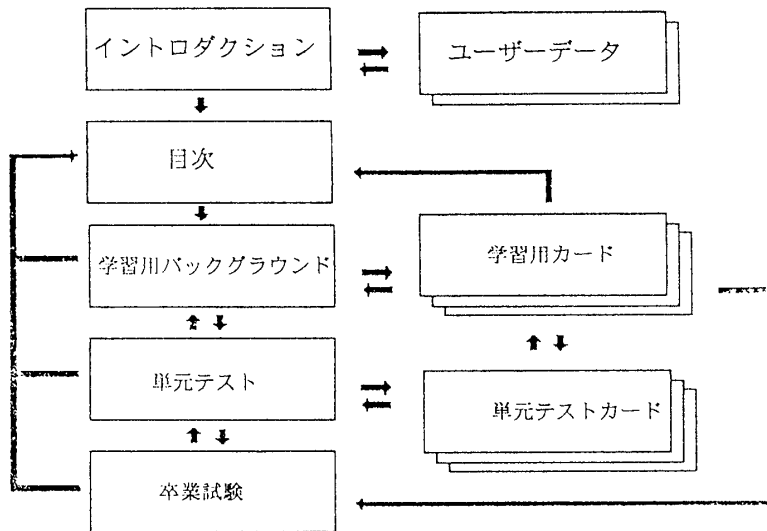 イントロダクション
ユーザーデータ
目次
学習用バックグラウンド
学習用カード
単元テスト
単元テストカード
卒業試験